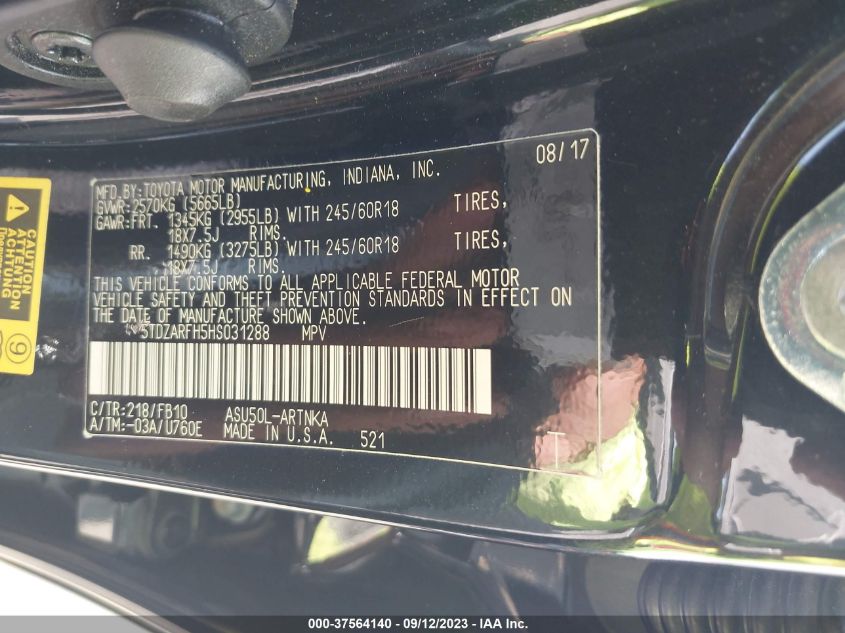 08/17
MFD.BY:TOYOTA MOTOR MANUFACTURING, INDIANA, INC.
GVWR:2570KG (5665LB)
GAWR:FRT. 1345KG (2955LB) WITH 245/60R18 TIRES,
18X7.5J RIMS.
RR. 1490KG (3275LB) WITH 245/60R18 TIRES,
18X7.5J RIMS.
THIS VEHICLE CONFORMS TO ALL APPLICABLE FEDERAL MOTOR
VEHICLE SAFETY AND THEFT PREVENTION STANDARDS IN EFFECT ON
THE DATE OF MANUFACTURE SHOWN ABOVE.
5TDZARFH5HS031288 MPV
C/TR:218/FB10 ASU50L-ARTNKA
A/TM:-03A/U760E MADE IN U.S.A. 521
CAUTION
ATTENTION
ACHTUNG
9
000-37564140 - 09/12/2023 - IAA Inc.